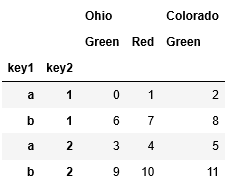 Ohio Colorado
Green Red Green
key1 key2
a 1 0 1 2
b 1 6 7 8
a 2 3 4 5
b 2 9 10 11